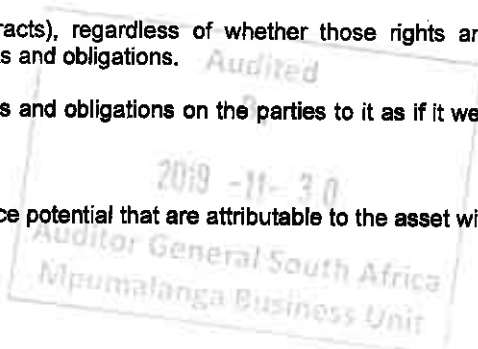 racts), regardless of whether those rights ar
s and obligations.
Audited
s and obligations on the parties to it as if it we
2019 -11- 30
ce potential that are attributable to the asset wi
Auditor General South Africa
Mpumalanga Business Unit